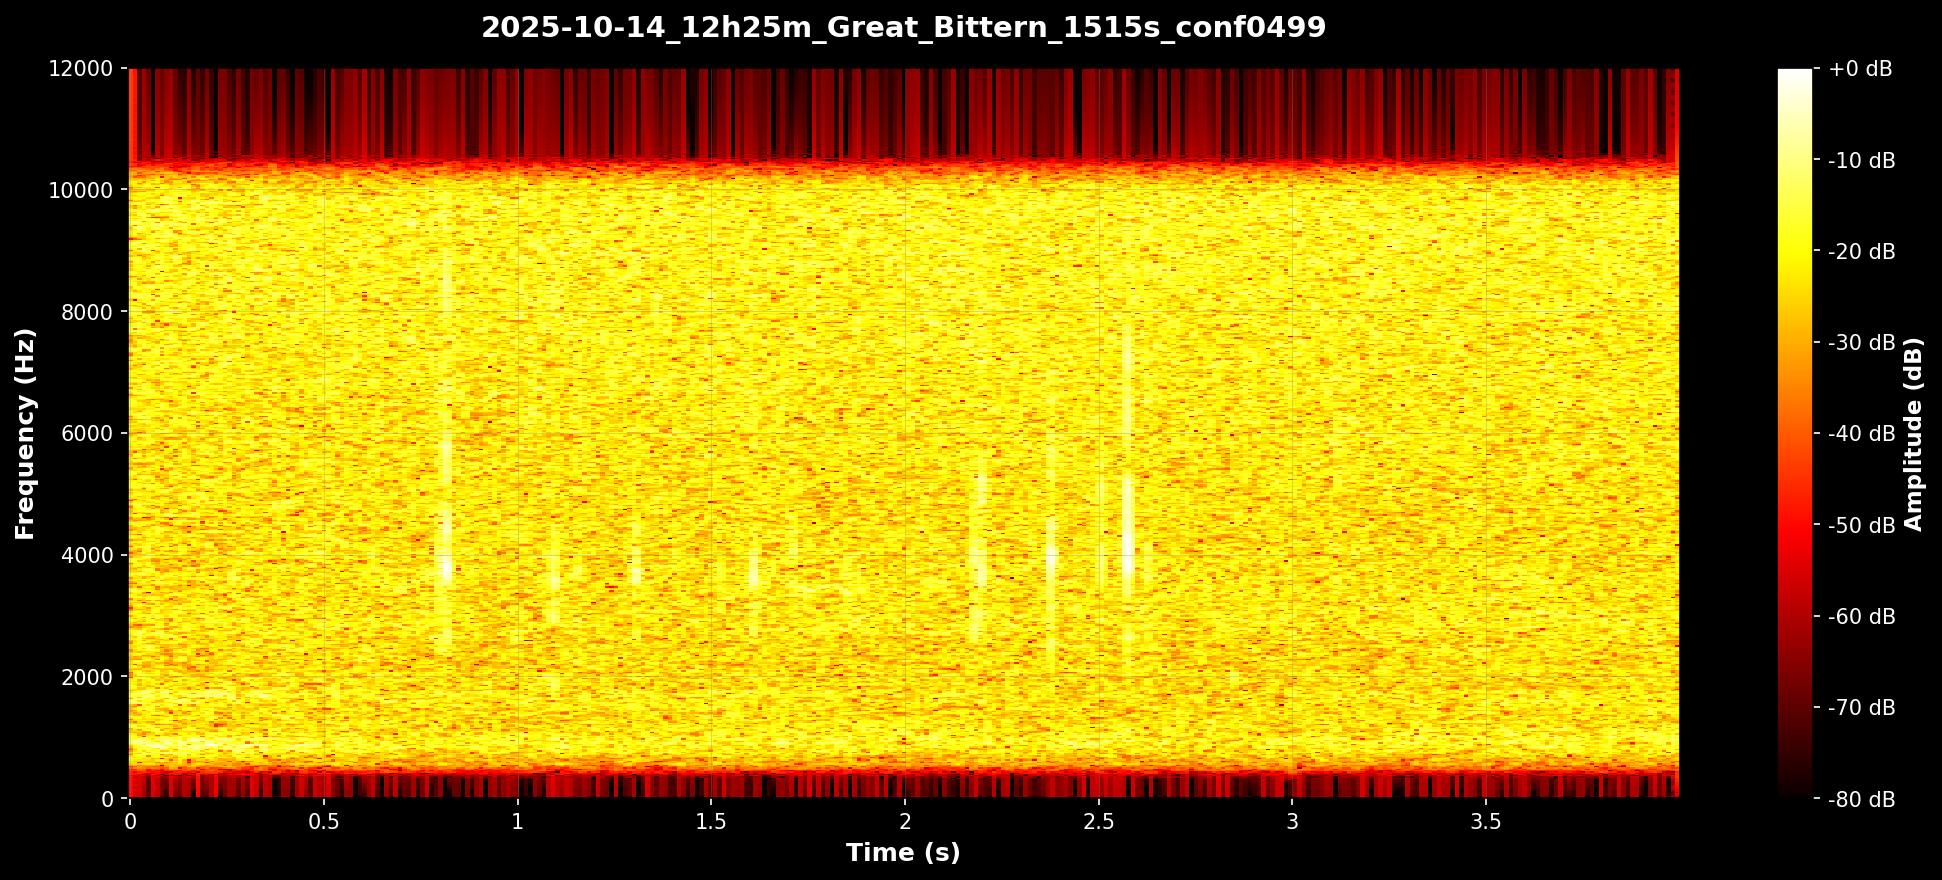 2025-10-14_12h25m_Great_Bittern_1515s_conf0499
12000
10000
8000
6000
4000
2000
0
Frequency (Hz)
0
0.5
1
1.5
2
2.5
3
3.5
Time (s)
+0 dB
-10 dB
-20 dB
-30 dB
-40 dB
-50 dB
-60 dB
-70 dB
-80 dB
Amplitude (dB)